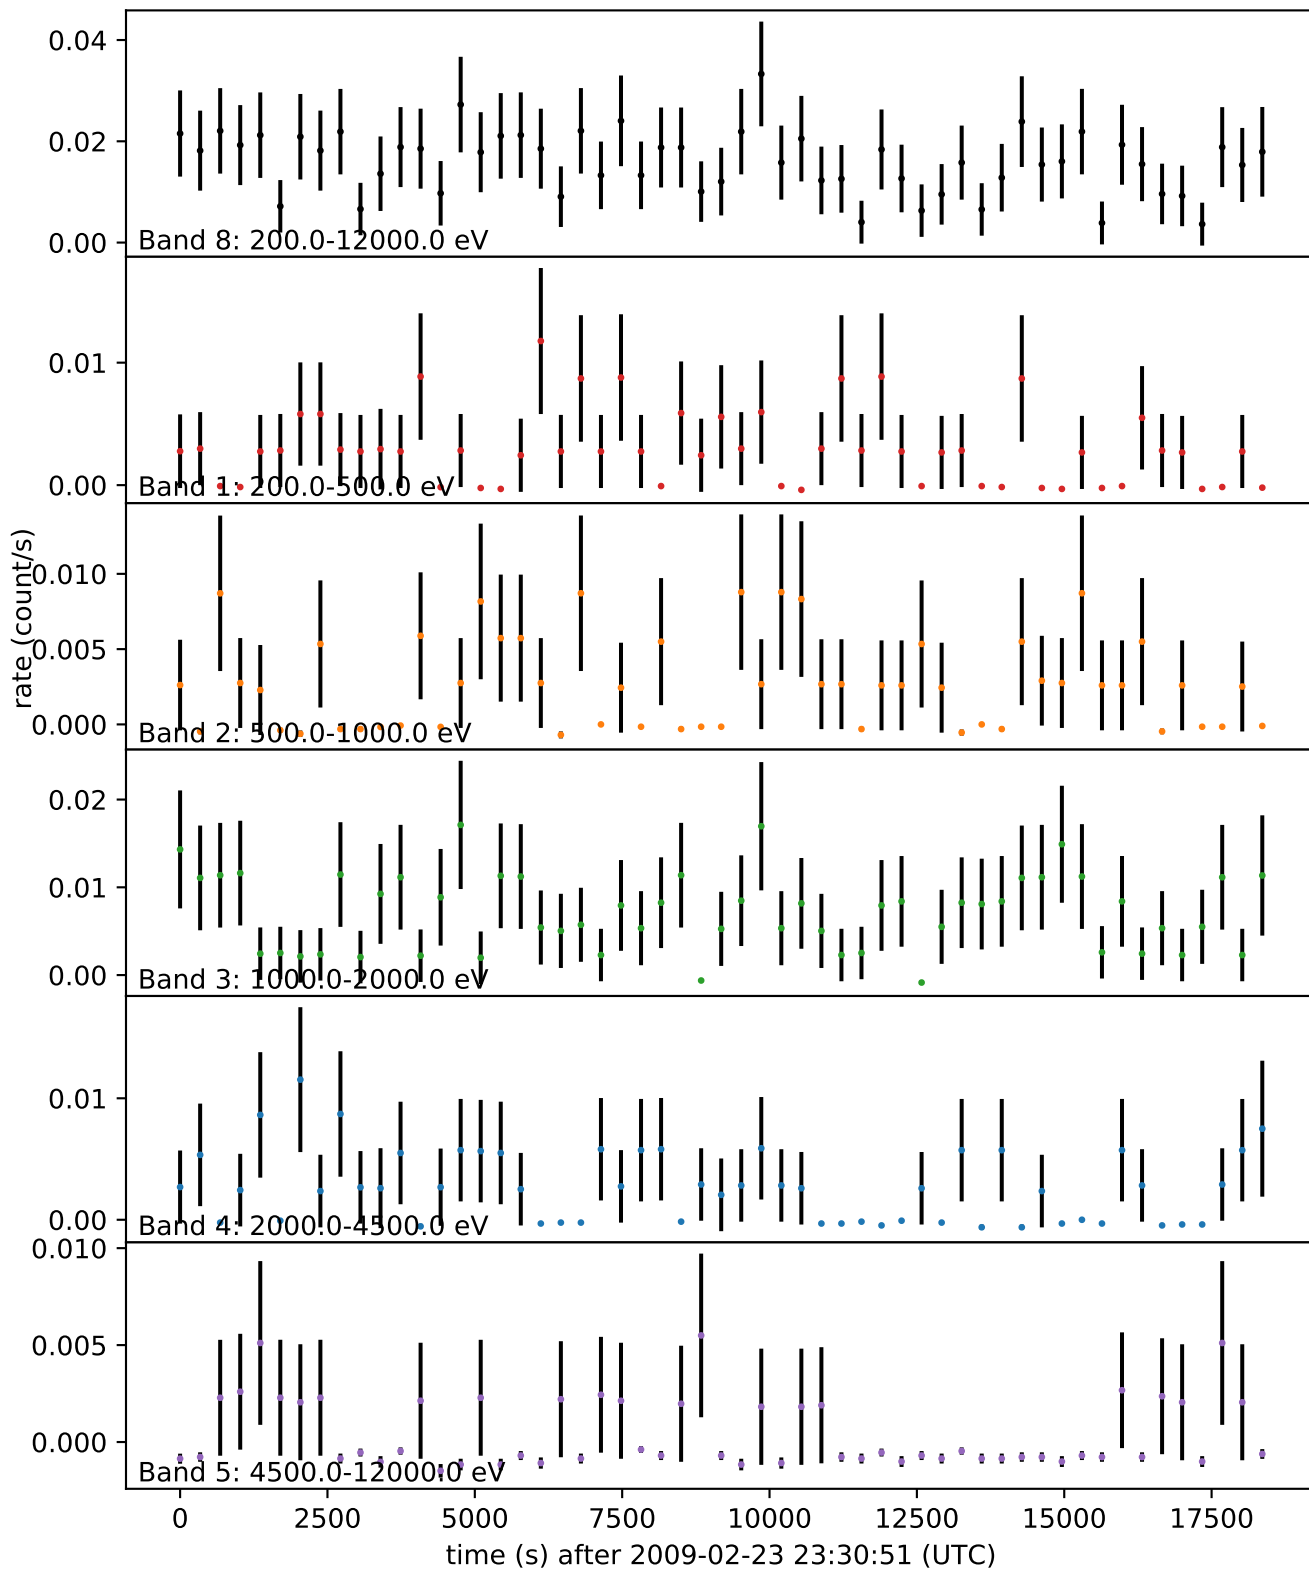 0.04
0.02
0.00
Band 8: 200.0-12000.0 eV
0.01
0.00
Band 1: 200.0-500.0 eV
rate (count/s)
0.010
0.005
0.000
Band 2: 500.0-1000.0 eV
0.02
0.01
0.00
Band 3: 1000.0-2000.0 eV
0.01
0.00
Band 4: 2000.0-4500.0 eV
0.010
0.005
0.000
Band 5: 4500.0-12000.0 eV
0 2500 5000 7500 10000 12500 15000 17500
time (s) after 2009-02-23 23:30:51 (UTC)